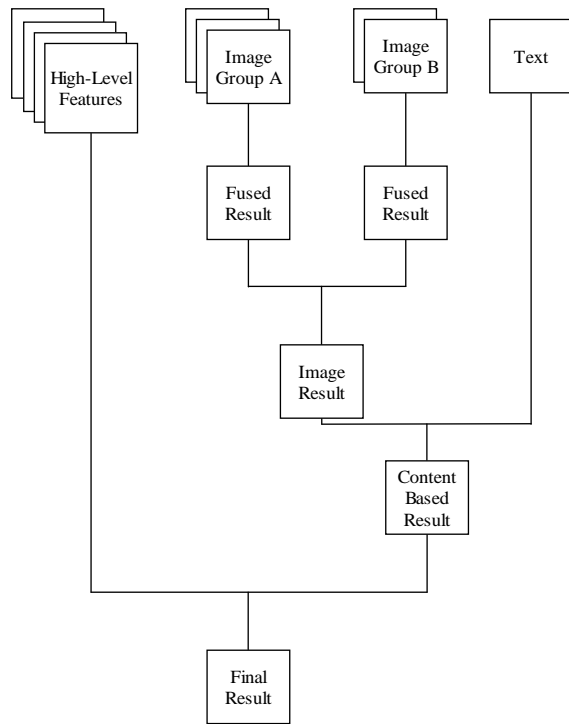 High-Level
Features
Image
Group A
Image
Group B
Text
Fused
Result
Fused
Result
Image
Result
Content
Based
Result
Final
Result